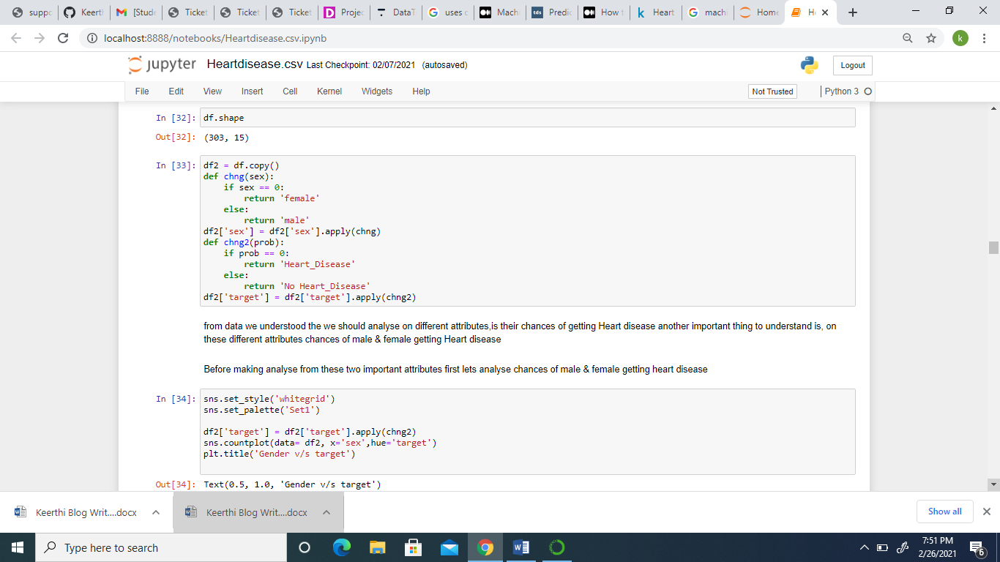 suppo
Keerth
[Stude
Ticket
Ticket
Ticket
Projec
DataT
uses o
Machi
tds
Predic
How t
Heart
machi
Home
He
localhost:8888/notebooks/Heartdisease.csv.ipynb
k
jupyter Heartdisease.csv Last Checkpoint: 02/07/2021 (autosaved)
Logout
File Edit View Insert Cell Kernel Widgets Help
Not Trusted
Python 3
In [32]: df.shape
Out[32]: (303, 15)
In [33]: df2 = df.copy()
def chng(sex):
    if sex == 0:
        return 'female'
    else:
        return 'male'
df2['sex'] = df2['sex'].apply(chng)
def chng2(prob):
    if prob == 0:
        return 'Heart_Disease'
    else:
        return 'No Heart_Disease'
df2['target'] = df2['target'].apply(chng2)
from data we understood the we should analyse on different attributes,is their chances of getting Heart disease another important thing to understand is, on
these different attributes chances of male & female getting Heart disease
Before making analyse from these two important attributes first lets analyse chances of male & female getting heart disease
In [34]: sns.set_style('whitegrid')
sns.set_palette('Set1')
df2['target'] = df2['target'].apply(chng2)
sns.countplot(data= df2, x='sex',hue='target')
plt.title('Gender v/s target')
Out[34]: Text(0.5, 1.0, 'Gender v/s target')
Keerthi Blog Writ....docx
Keerthi Blog Writ....docx
Show all
Type here to search
7:51 PM
2/26/2021
6